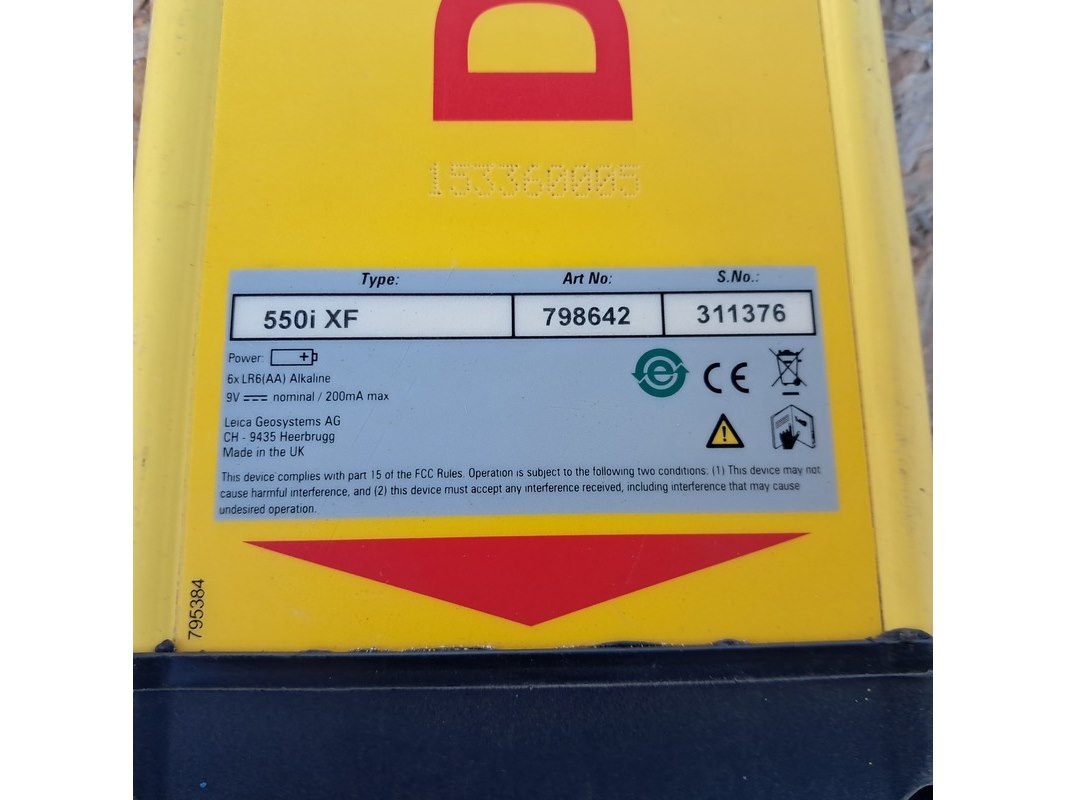 D
153360005
Type: Art No: S.No.:
550i XF 798642 311376
Power: +
6x LR6(AA) Alkaline
9V nominal / 200mA max
Leica Geosystems AG
CH - 9435 Heerbrugg
Made in the UK
e CE
This device complies with part 15 of the FCC Rules. Operation is subject to the following two conditions: (1) This device may not
cause harmful interference, and (2) this device must accept any interference received, including interference that may cause
undesired operation.
795384